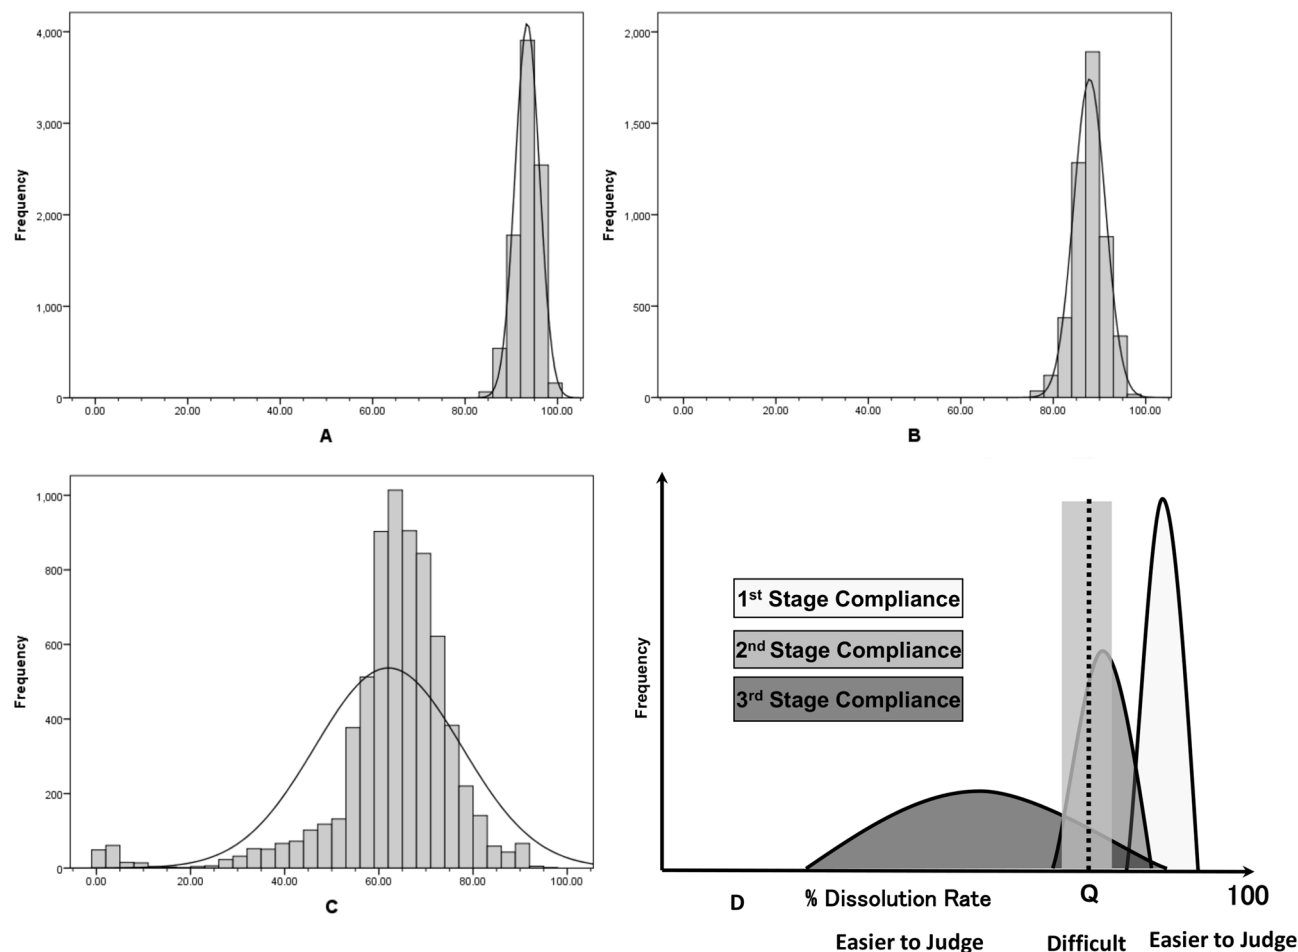 4,000
3,000
2,000
1,000
0
Frequency
0.00 20.00 40.00 60.00 80.00 100.00
A
2,000
1,500
1,000
500
0
Frequency
0.00 20.00 40.00 60.00 80.00 100.00
B
1,000
800
600
400
200
0
Frequency
0.00 20.00 40.00 60.00 80.00 100.00
C
Frequency
1st Stage Compliance
2nd Stage Compliance
3rd Stage Compliance
D % Dissolution Rate Q 100
Easier to Judge Difficult Easier to Judge